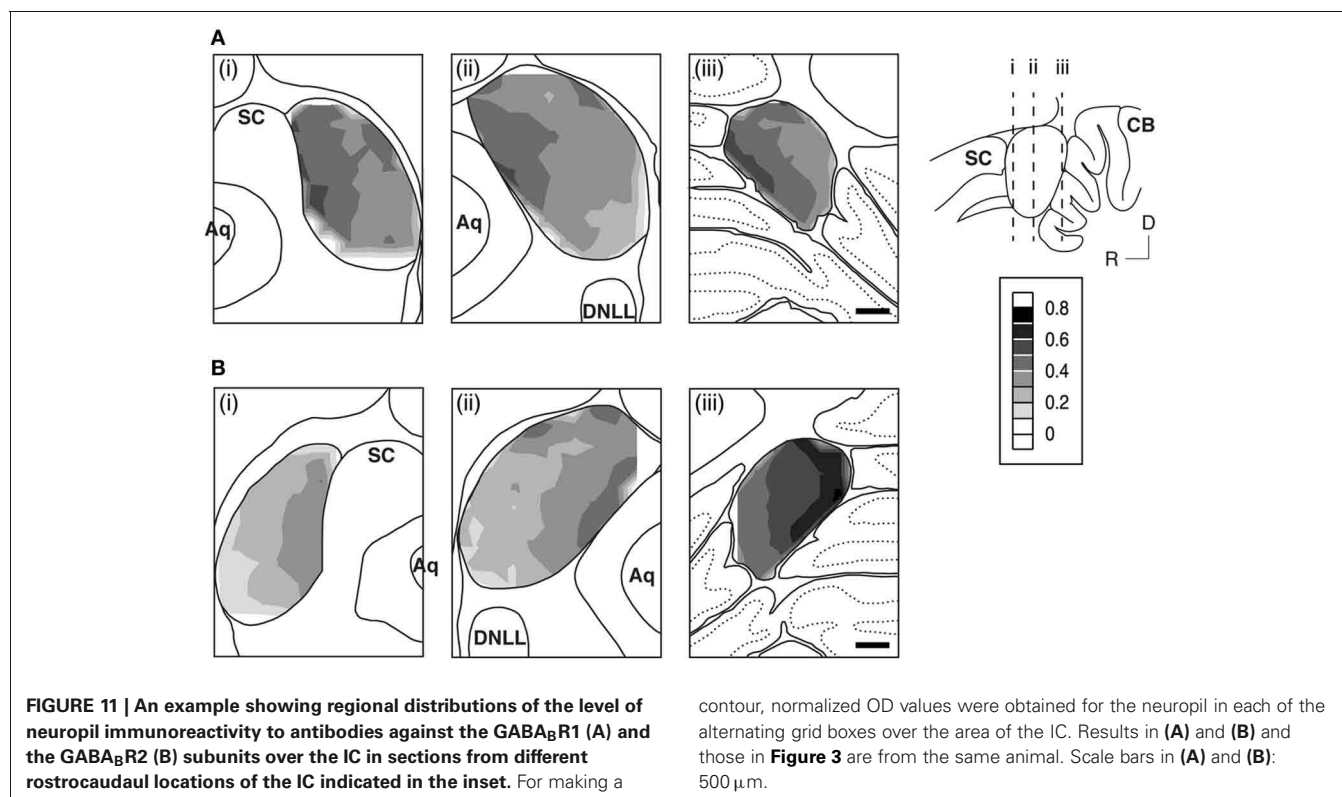 A
(i)
(ii)
(iii)
SC
Aq
Aq
DNLL
i ii iii
SC
CB
D
R
0.8
0.6
0.4
0.2
0
B
(i)
(ii)
(iii)
SC
Aq
Aq
DNLL
FIGURE 11 | An example showing regional distributions of the level of
neuropil immunoreactivity to antibodies against the GABABR1 (A) and
the GABABR2 (B) subunits over the IC in sections from different
rostrocaudaul locations of the IC indicated in the inset. For making a
contour, normalized OD values were obtained for the neuropil in each of the
alternating grid boxes over the area of the IC. Results in (A) and (B) and
those in Figure 3 are from the same animal. Scale bars in (A) and (B):
500 μm.